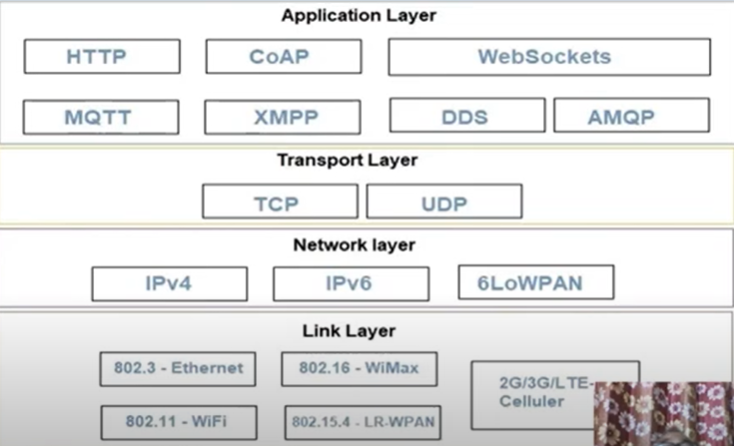 Application Layer
HTTP CoAP WebSockets
MQTT XMPP DDS AMQP
Transport Layer
TCP UDP
Network layer
IPv4 IPv6 6LoWPAN
Link Layer
802.3 - Ethernet 802.16 - WiMax
2G/3G/LTE-
Celluler
802.11 - WiFi 802.15.4 - LR-WPAN